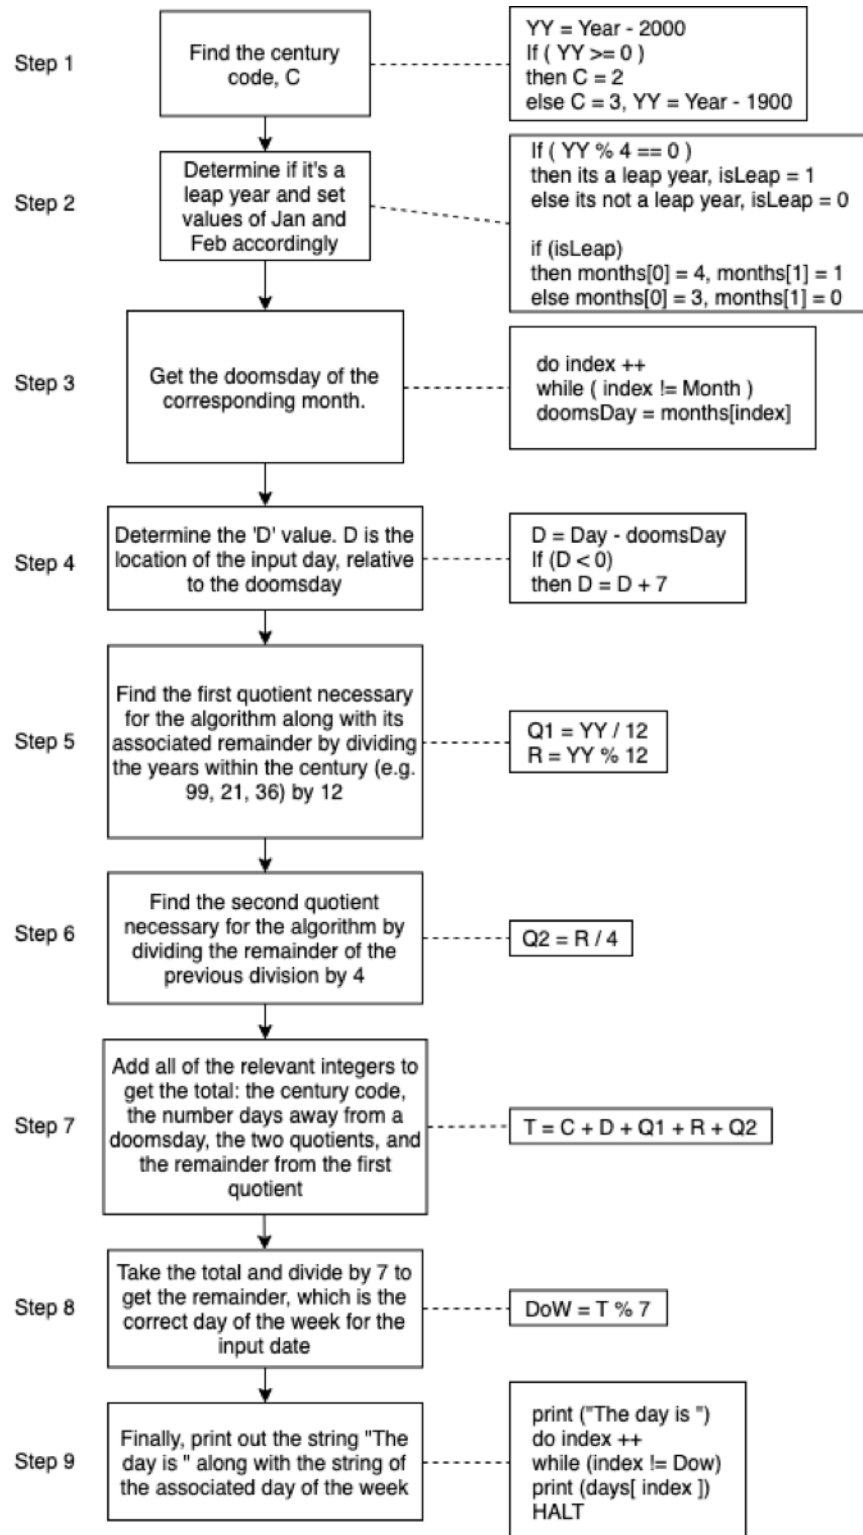 Step 1
Find the century
code, C
YY = Year - 2000
If ( YY >= 0 )
then C = 2
else C = 3, YY = Year - 1900
Step 2
Determine if it's a
leap year and set
values of Jan and
Feb accordingly
If ( YY % 4 == 0 )
then its a leap year, isLeap = 1
else its not a leap year, isLeap = 0
if (isLeap)
then months[0] = 4, months[1] = 1
else months[0] = 3, months[1] = 0
Step 3
Get the doomsday of the
corresponding month.
do index ++
while ( index != Month )
doomsDay = months[index]
Step 4
Determine the 'D' value. D is the
location of the input day, relative
to the doomsday
D = Day - doomsDay
If (D < 0)
then D = D + 7
Step 5
Find the first quotient necessary
for the algorithm along with its
associated remainder by dividing
the years within the century (e.g.
99, 21, 36) by 12
Q1 = YY / 12
R = YY % 12
Step 6
Find the second quotient
necessary for the algorithm by
dividing the remainder of the
previous division by 4
Q2 = R / 4
Step 7
Add all of the relevant integers to
get the total: the century code,
the number days away from a
doomsday, the two quotients, and
the remainder from the first
quotient
T = C + D + Q1 + R + Q2
Step 8
Take the total and divide by 7 to
get the remainder, which is the
correct day of the week for the
input date
DoW = T % 7
Step 9
Finally, print out the string "The
day is " along with the string of
the associated day of the week
print ("The day is ")
do index ++
while (index != Dow)
print (days[ index ])
HALT